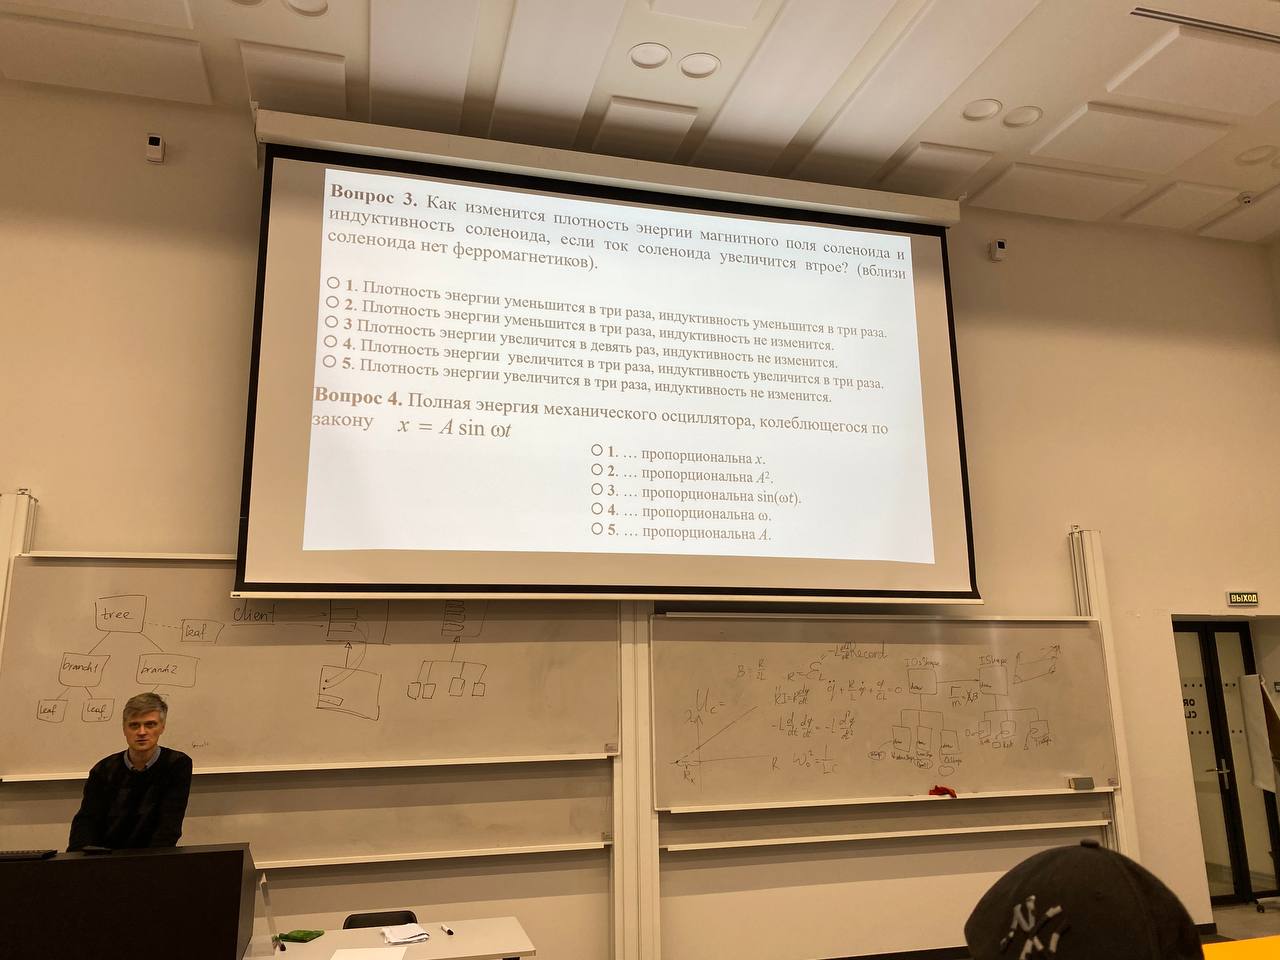 Вопрос 3. Как изменится плотность энергии магнитного поля соленоида и
индуктивность соленоида, если ток соленоида увеличится втрое? (вблизи
соленоида нет ферромагнетиков).
1. Плотность энергии уменьшится в три раза, индуктивность уменьшится в три раза.
2. Плотность энергии уменьшится в три раза, индуктивность не изменится.
3 Плотность энергии увеличится в девять раз, индуктивность не изменится.
4. Плотность энергии увеличится в три раза, индуктивность увеличится в три раза.
5. Плотность энергии увеличится в три раза, индуктивность не изменится.
Вопрос 4. Полная энергия механического осциллятора, колеблющегося по
закону x = A sin ωt
1. … пропорциональна x.
2. … пропорциональна A².
3. … пропорциональна sin(ωt).
4. … пропорциональна ω.
5. … пропорциональна A.
ВЫХОД
tree
leaf
client
branch1
branch2
leaf
leaf
Record
IShape